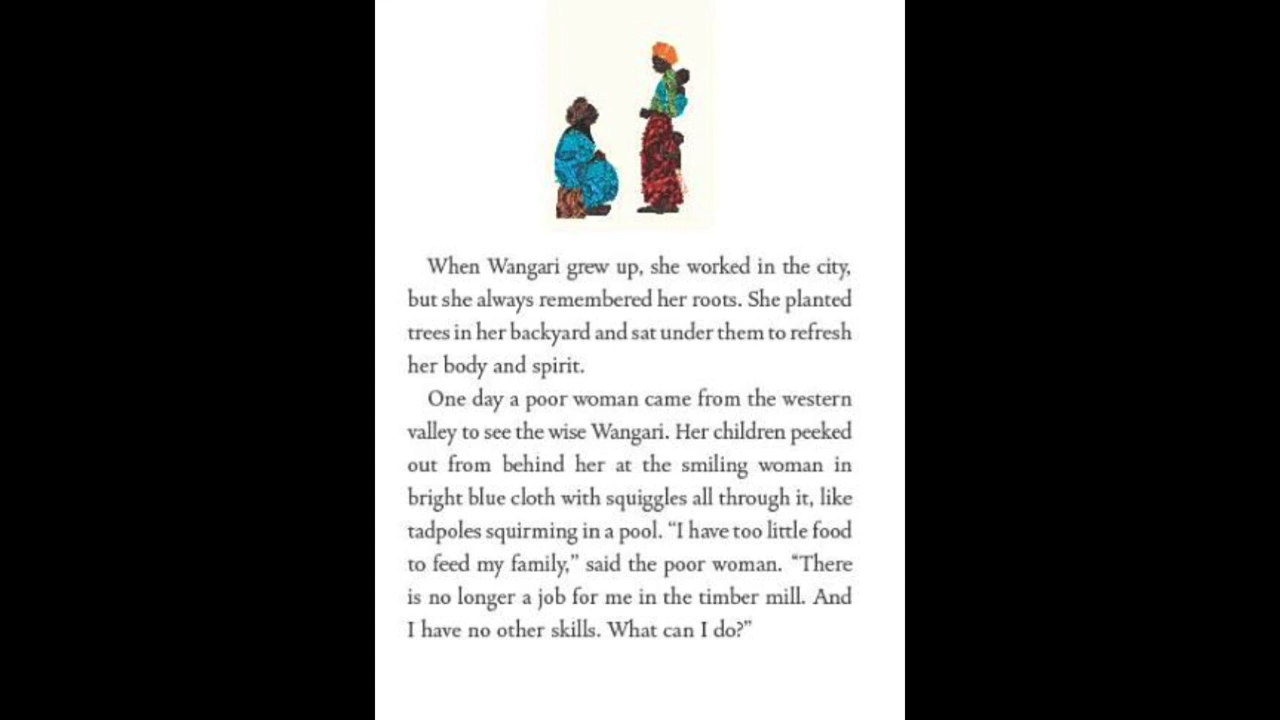 When Wangari grew up, she worked in the city,
but she always remembered her roots. She planted
trees in her backyard and sat under them to refresh
her body and spirit.
One day a poor woman came from the western
valley to see the wise Wangari. Her children peeked
out from behind her at the smiling woman in
bright blue cloth with squiggles all through it, like
tadpoles squirming in a pool. “I have too little food
to feed my family,” said the poor woman. “There
is no longer a job for me in the timber mill. And
I have no other skills. What can I do?”